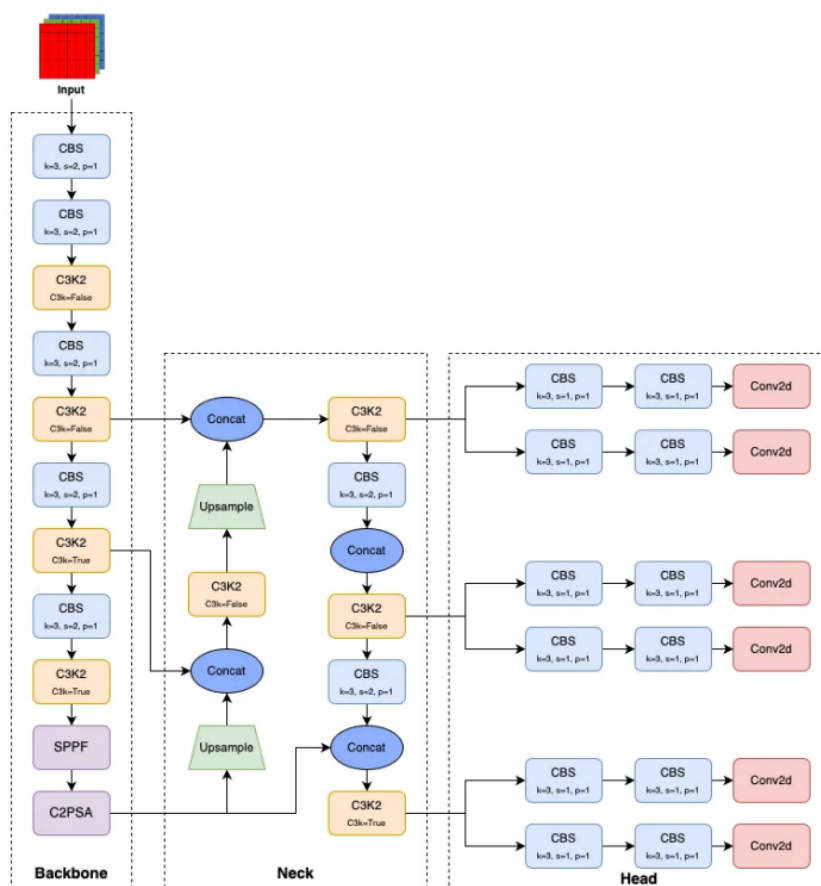 Input
CBS
k=3, s=2, p=1
CBS
k=3, s=2, p=1
C3K2
C3k=False
CBS
k=3, s=2, p=1
C3K2
C3k=False
CBS
k=3, s=2, p=1
C3K2
C3k=True
CBS
k=3, s=2, p=1
C3K2
C3k=True
SPPF
C2PSA
Backbone
Concat
Upsample
C3K2
C3k=False
Concat
Upsample
C3K2
C3k=False
CBS
k=3, s=2, p=1
Concat
C3K2
C3k=False
CBS
k=3, s=2, p=1
Concat
C3K2
C3k=True
Neck
CBS
k=3, s=1, p=1
CBS
k=3, s=1, p=1
Conv2d
CBS
k=3, s=1, p=1
CBS
k=3, s=1, p=1
Conv2d
CBS
k=3, s=1, p=1
CBS
k=3, s=1, p=1
Conv2d
CBS
k=3, s=1, p=1
CBS
k=3, s=1, p=1
Conv2d
CBS
k=3, s=1, p=1
CBS
k=3, s=1, p=1
Conv2d
CBS
k=3, s=1, p=1
CBS
k=3, s=1, p=1
Conv2d
Head